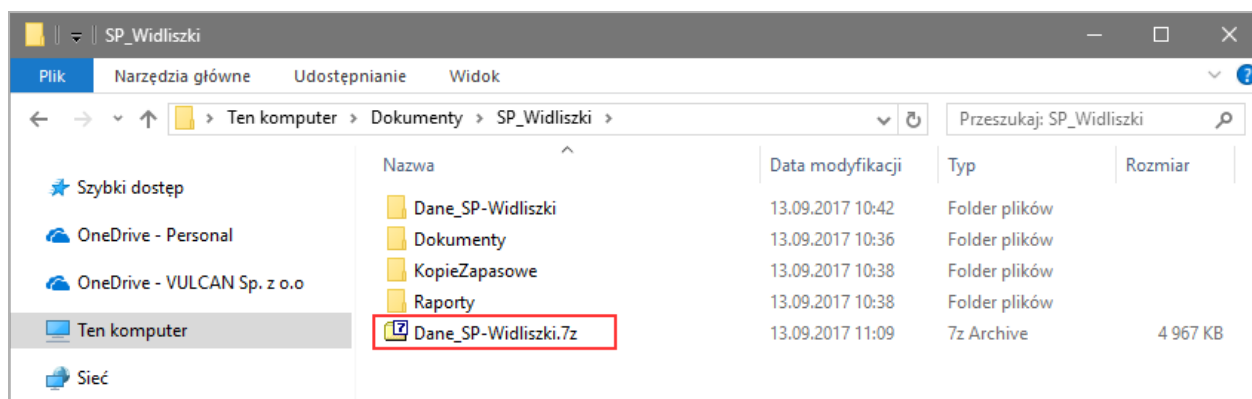 SP_Widliszki
Plik Narzędzia główne Udostępnianie Widok
Ten komputer Dokumenty SP_Widliszki Przeszukaj: SP_Widliszki
Nazwa Data modyfikacji Typ Rozmiar
Szybki dostęp
OneDrive - Personal
OneDrive - VULCAN Sp. z o.o
Ten komputer
Sieć
Dane_SP-Widliszki 13.09.2017 10:42 Folder plików
Dokumenty 13.09.2017 10:36 Folder plików
KopieZapasowe 13.09.2017 10:38 Folder plików
Raporty 13.09.2017 10:38 Folder plików
Dane_SP-Widliszki.7z 13.09.2017 11:09 7z Archive 4 967 KB